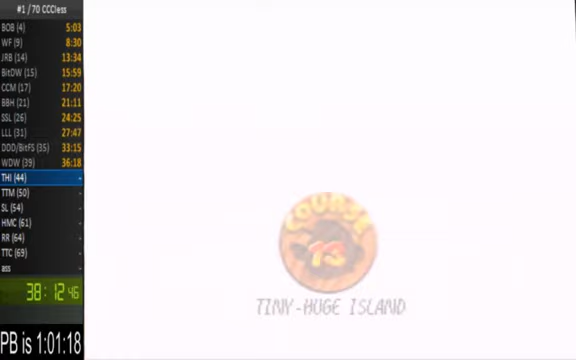 #1 / 70 CCCless
BOB (4) 5:03
WF (9) 8:30
JRB (14) 13:34
BitDW (15) 15:59
CCM (17) 17:20
BBH (21) 21:11
SSL (26) 24:25
LLL (31) 27:47
DDD/BitFS (35) 33:15
WDW (39) 36:18
THI (44) -
TTM (50) -
SL (54) -
HMC (61) -
RR (64) -
TTC (69) -
ass -
38:12 46
PB is 1:01:18
COURSE
13
TINY-HUGE ISLAND